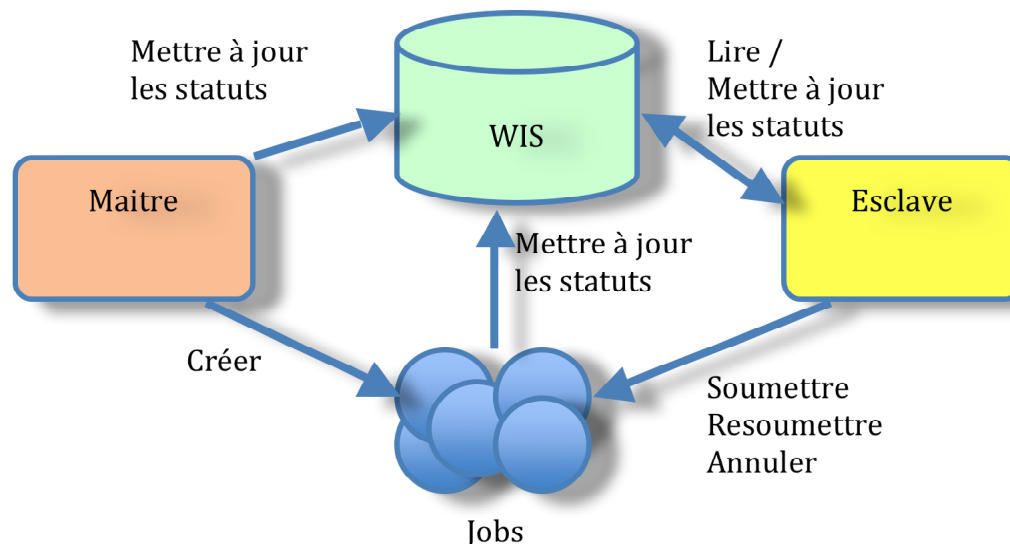 Mettre à jour
les statuts
Lire /
Mettre à jour
les statuts
WIS
Maitre
Esclave
Mettre à jour
les statuts
Créer
Soumettre
Resoumettre
Annuler
Jobs